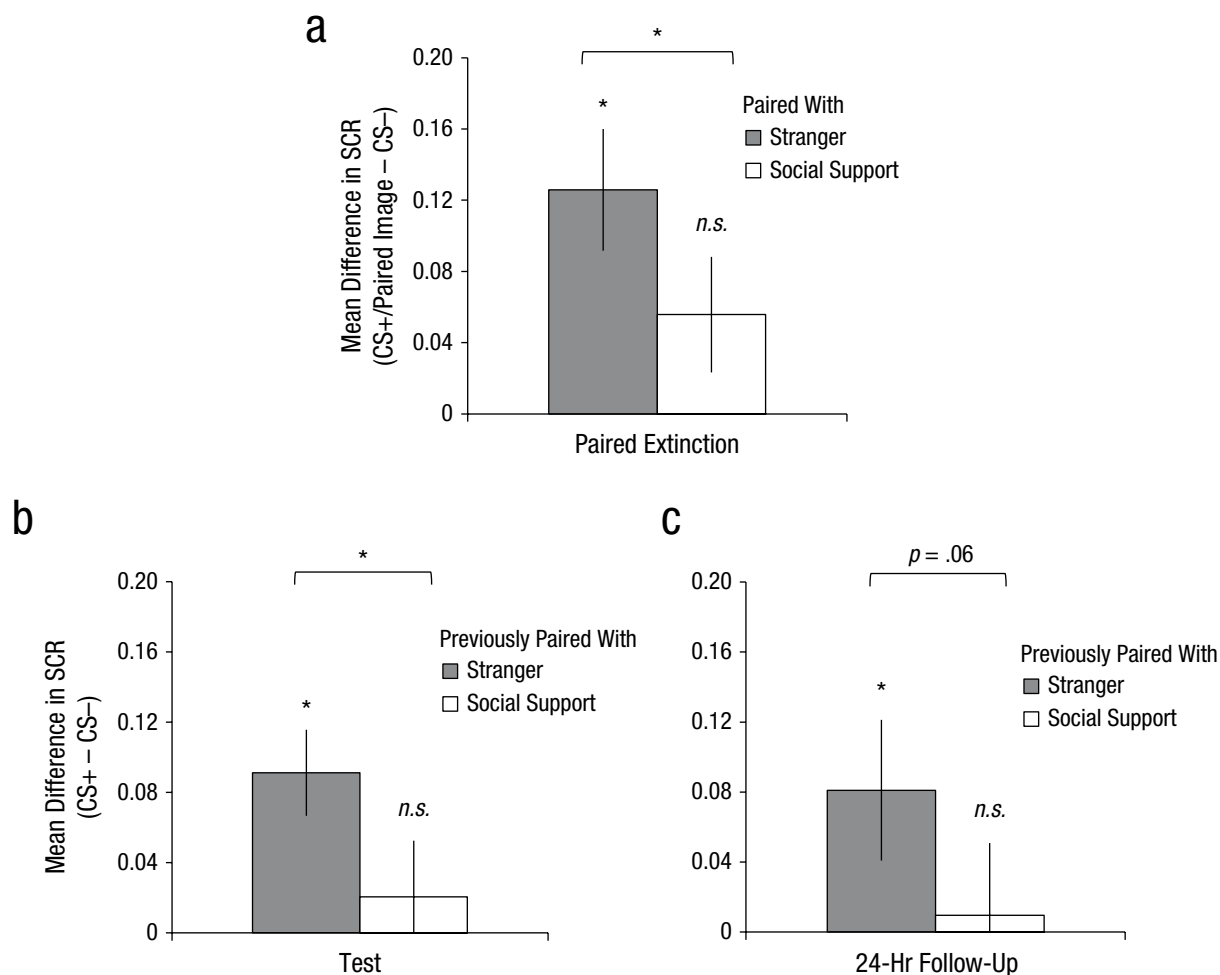 a
*
0.20
0.16
0.12
0.08
0.04
0
Mean Difference in SCR
(CS+/Paired Image – CS–)
*
n.s.
Paired With
Stranger
Social Support
Paired Extinction
b
*
0.20
0.16
0.12
0.08
0.04
0
Mean Difference in SCR
(CS+ – CS–)
*
n.s.
Previously Paired With
Stranger
Social Support
Test
c
p = .06
0.20
0.16
0.12
0.08
0.04
0
*
n.s.
Previously Paired With
Stranger
Social Support
24-Hr Follow-Up